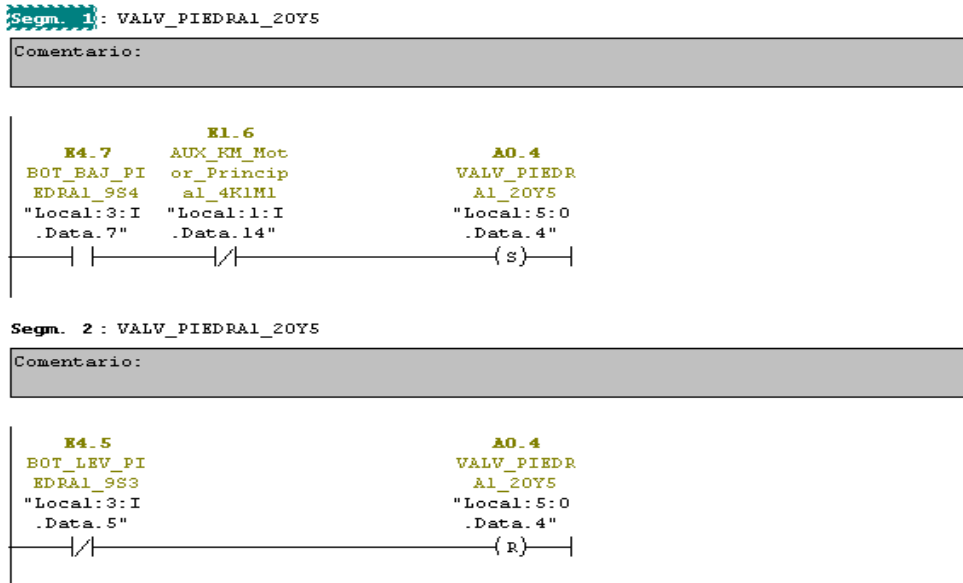 Segm. 1: VALV_PIEDRA1_20Y5
Comentario:
E1.6
E4.7 AUX_KM_Mot A0.4
BOT_BAJ_PI or_Princip VALV_PIEDR
EDRA1_9S4 al_4K1M1 A1_20Y5
"Local:3:I "Local:1:I "Local:5:O
.Data.7" .Data.14" .Data.4"
(S)
Segm. 2 : VALV_PIEDRA1_20Y5
Comentario:
E4.5 A0.4
BOT_LEV_PI VALV_PIEDR
EDRA1_9S3 A1_20Y5
"Local:3:I "Local:5:O
.Data.5" .Data.4"
(R)